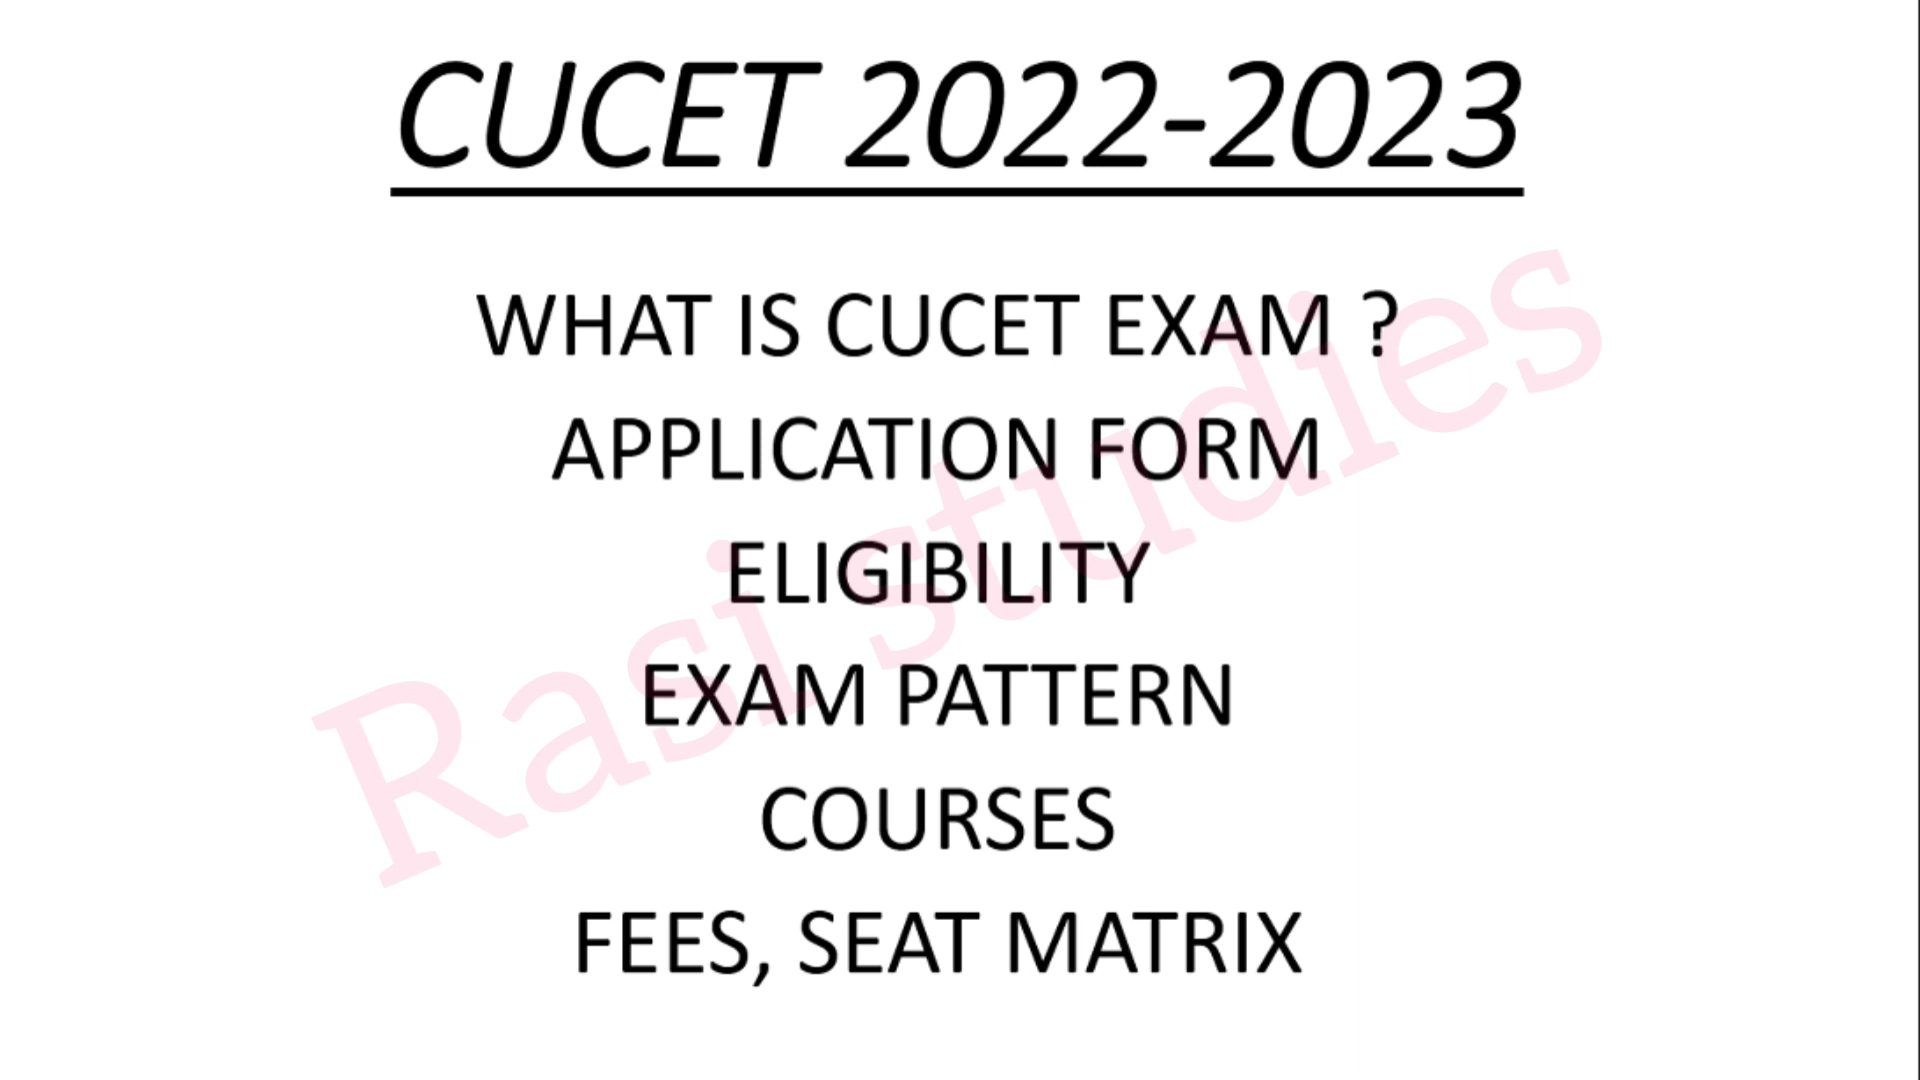 CUCET 2022-2023
WHAT IS CUCET EXAM ?
APPLICATION FORM
ELIGIBILITY
EXAM PATTERN
COURSES
FEES, SEAT MATRIX
Rasi studies